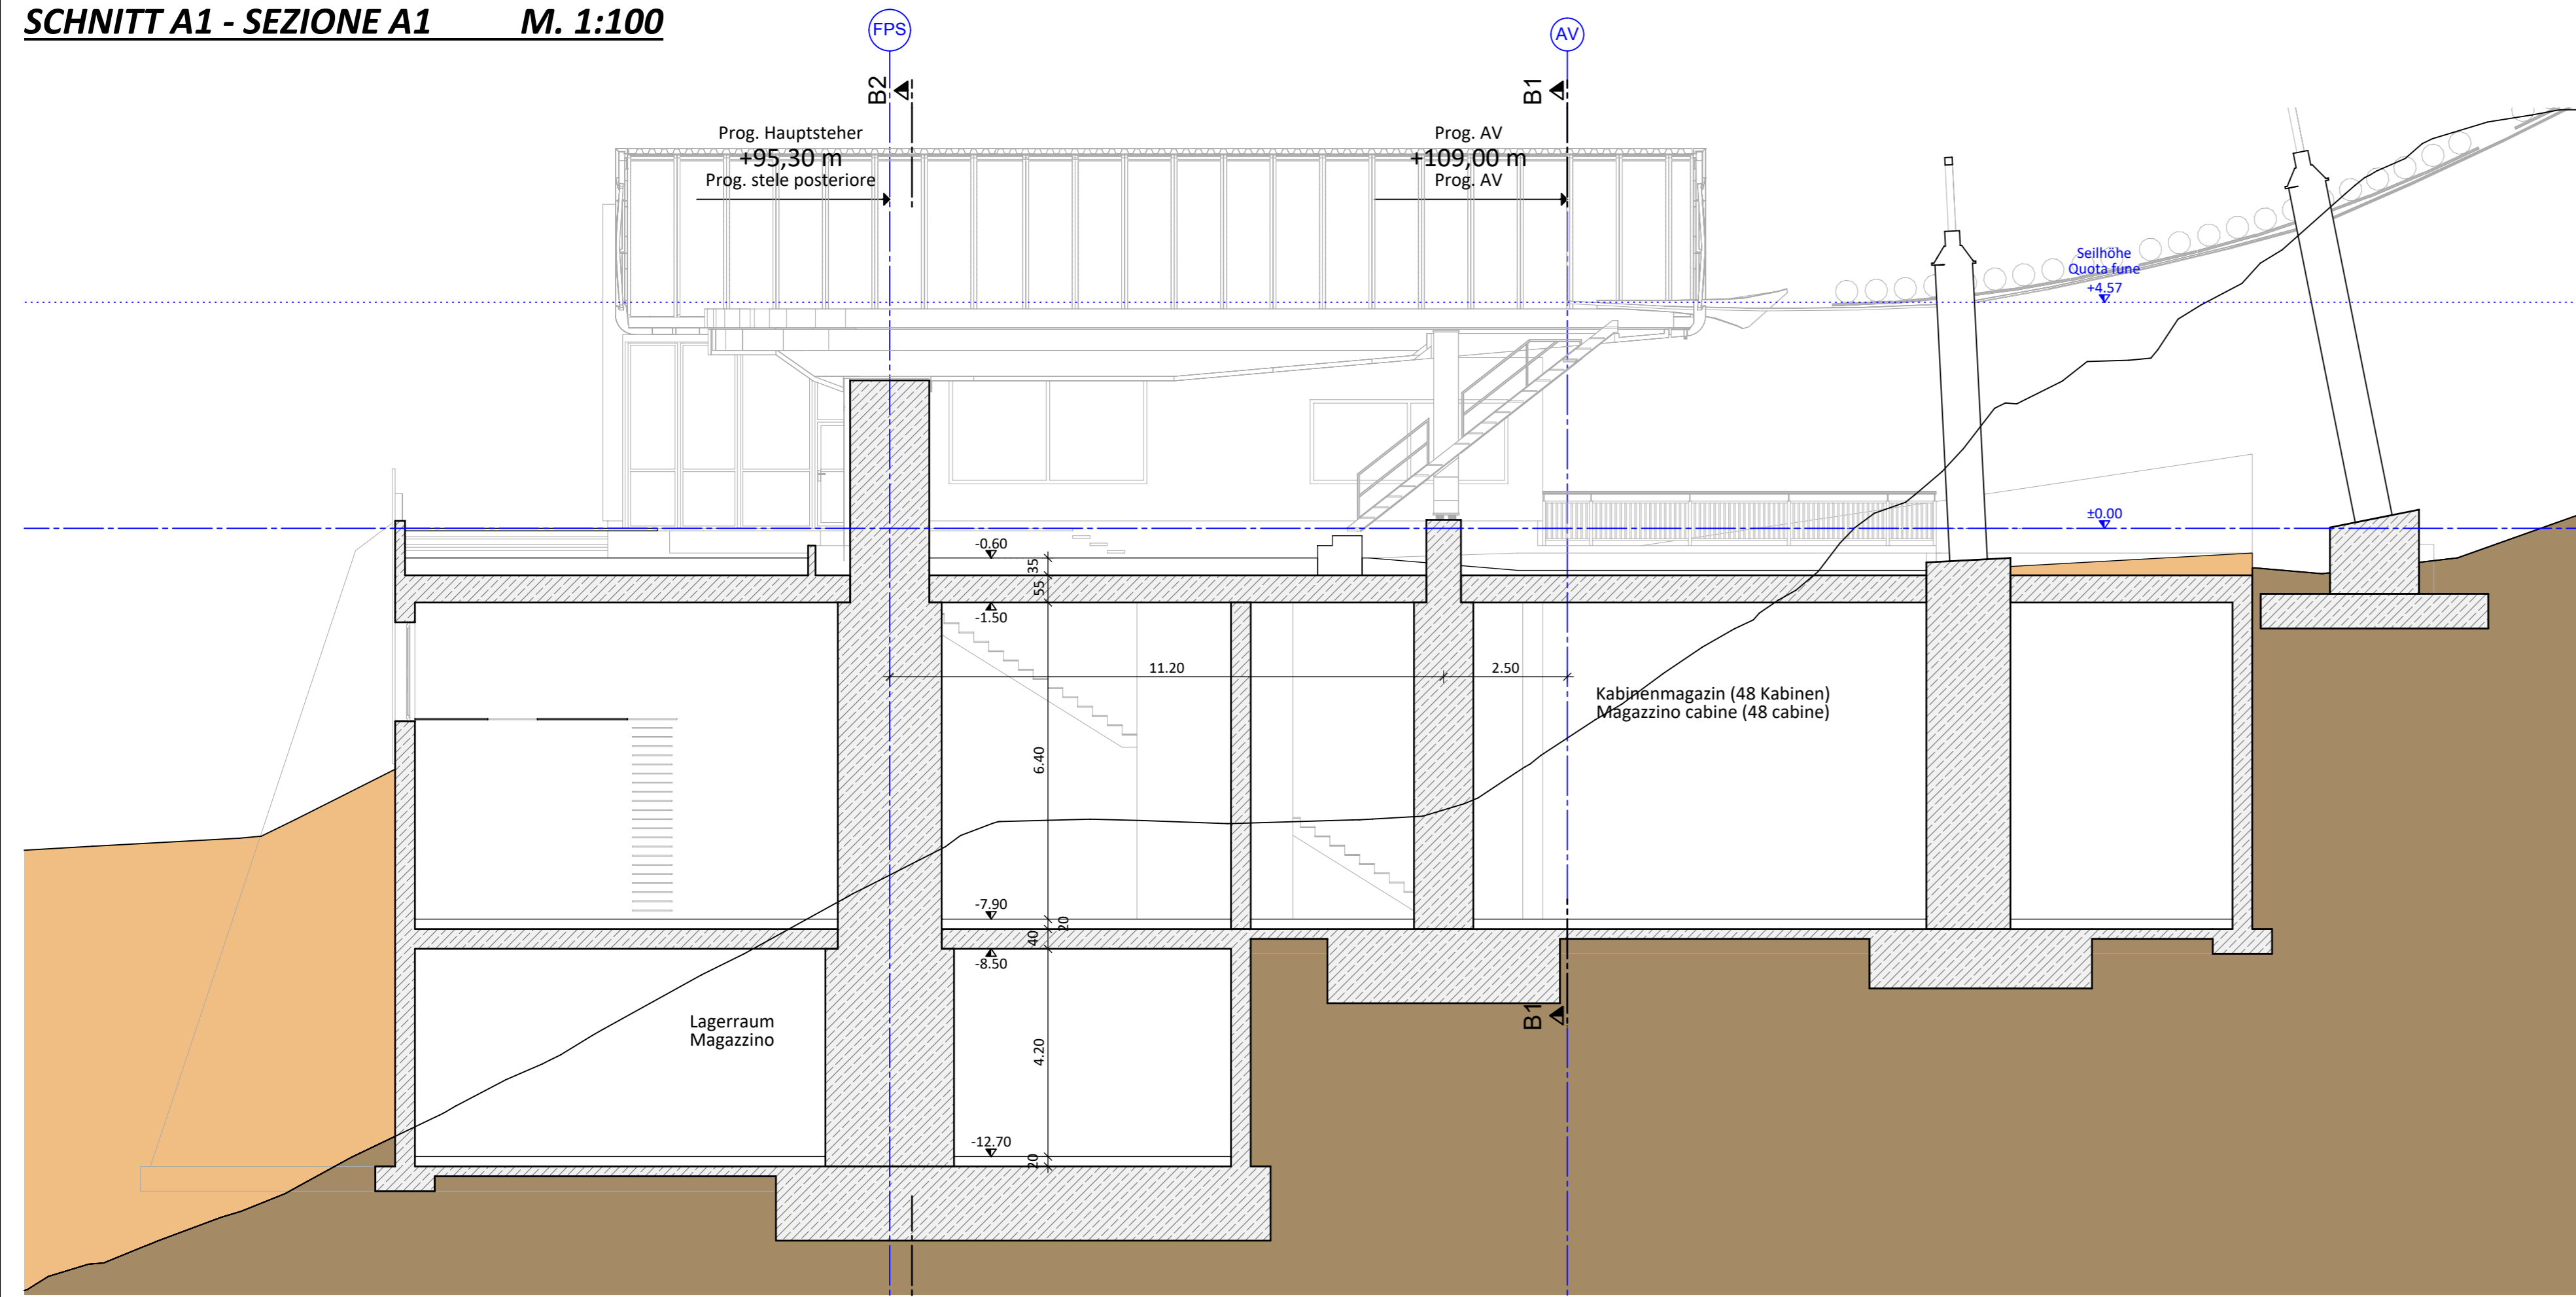 SCHNITT A1 - SEZIONE A1 M. 1:100
FPS
AV
B2
B1
Prog. Hauptsteher
+95,30 m
Prog. stele posteriore
Prog. AV
+109,00 m
Prog. AV
Seilhöhe
Quota fune
+4.57
±0.00
-0.60
35
55
-1.50
11.20
2.50
Kabinenmagazin (48 Kabinen)
Magazzino cabine (48 cabine)
6.40
-7.90
20
40
-8.50
B1
Lagerraum
Magazzino
4.20
-12.70
20